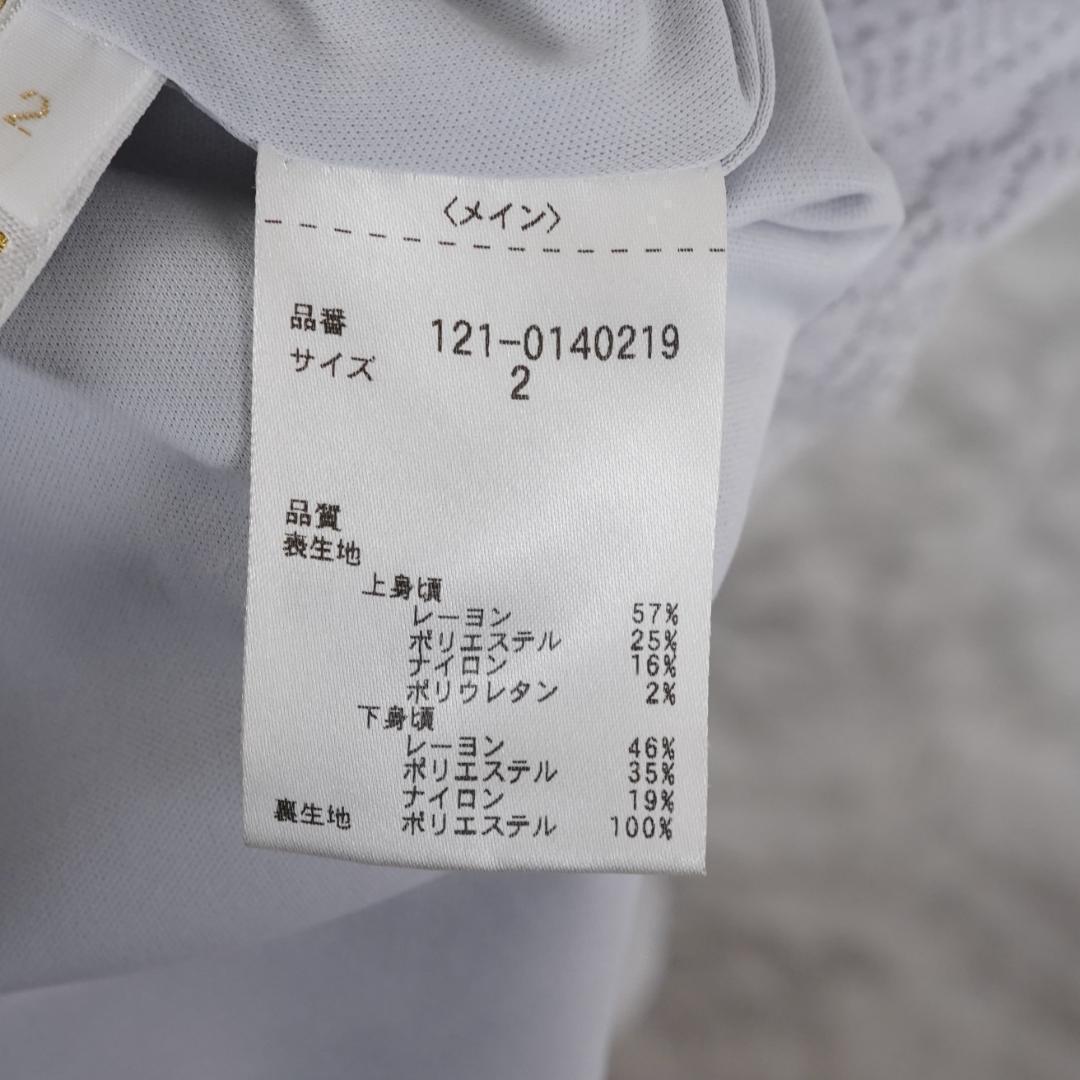 2
〈メイン〉
品番 121-0140219
サイズ 2
品質
表生地
上身頃
レーヨン 57%
ポリエステル 25%
ナイロン 16%
ポリウレタン 2%
下身頃
レーヨン 46%
ポリエステル 35%
ナイロン 19%
裏生地 ポリエステル 100%